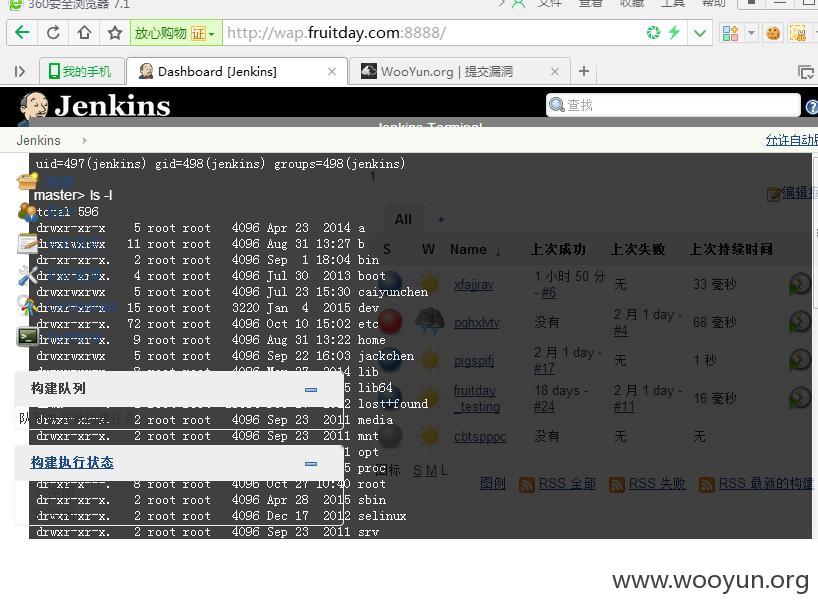 360安全浏览器 7.1
文件 查看 收藏 工具 帮助
放心购物 证 http://wap.fruitday.com:8888/
我的手机 Dashboard [Jenkins] WooYun.org | 提交漏洞
Jenkins 查找
Jenkins Terminal
Jenkins 允许自动刷
uid=497(jenkins) gid=498(jenkins) groups=498(jenkins)
1
master> ls -l
编辑
total 596
All +
drwxr-xr-x 5 root root 4096 Apr 23 2014 a
drwxrwxrwx 11 root root 4096 Aug 31 13:27 b
S W Name ↓ 上次成功 上次失败 上次持续时间
dr-xr-xr-x. 2 root root 4096 Sep 1 18:04 bin
drwxr-xr-x. 4 root root 4096 Jul 30 2013 boot
xfajjrav 1 小时 50 分 - #6 无 33 毫秒
drwxrwxrwx 5 root root 4096 Jul 23 15:30 caiyunchen
drwxr-xr-x 15 root root 3220 Jan 4 2015 dev
drwxr-xr-x. 72 root root 4096 Oct 10 15:02 etc
pqhxlvtv 没有 2 月 1 day - #4 68 毫秒
drwxr-xr-x. 9 root root 4096 Aug 31 13:22 home
drwxrwxrwx 5 root root 4096 Sep 22 16:03 jackchen
pigspifj 2 月 1 day - #17 无 1 秒
lib
构建队列
lib64
fruitday_testing 18 days - #24 2 月 1 day - #11 16 毫秒
lost+found
drwxr-xr-x. 2 root root 4096 Sep 23 2011 media
drwxr-xr-x. 2 root root 4096 Sep 23 2011 mnt
cbtspppc 没有 无 无
opt
构建执行状态
proc
图标: S M L
dr-xr-x---. 8 root root 4096 Oct 27 10:40 root
图例 RSS 全部 RSS 失败 RSS 最新的构建
dr-xr-xr-x. 2 root root 4096 Apr 28 2015 sbin
drwxr-xr-x. 2 root root 4096 Dec 17 2012 selinux
drwxr-xr-x. 2 root root 4096 Sep 23 2011 srv
www.wooyun.org